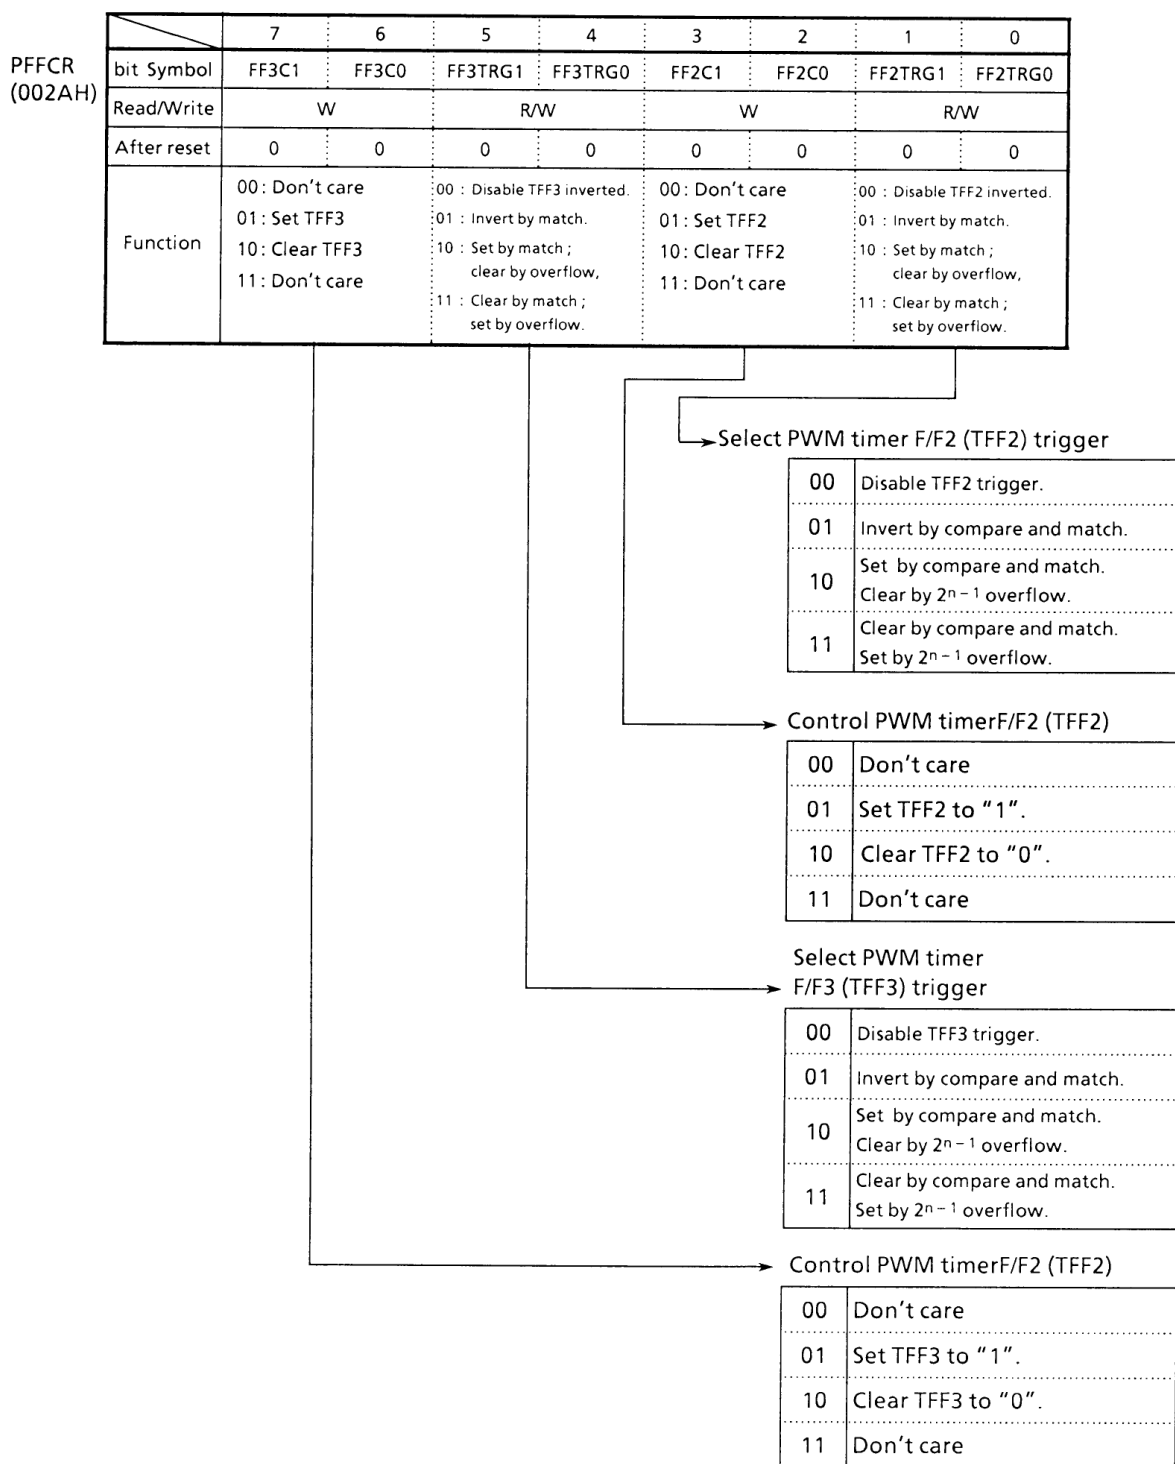 7 6 5 4 3 2 1 0
PFFCR
(002AH)
bit Symbol FF3C1 FF3C0 FF3TRG1 FF3TRG0 FF2C1 FF2C0 FF2TRG1 FF2TRG0
Read/Write W R/W W R/W
After reset 0 0 0 0 0 0 0 0
Function
00 : Don't care
01 : Set TFF3
10 : Clear TFF3
11 : Don't care
00 : Disable TFF3 inverted.
01 : Invert by match.
10 : Set by match ;
clear by overflow,
11 : Clear by match ;
set by overflow.
00 : Don't care
01 : Set TFF2
10 : Clear TFF2
11 : Don't care
00 : Disable TFF2 inverted.
01 : Invert by match.
10 : Set by match ;
clear by overflow,
11 : Clear by match ;
set by overflow.
Select PWM timer F/F2 (TFF2) trigger
00 Disable TFF2 trigger.
01 Invert by compare and match.
10 Set by compare and match.
Clear by 2ⁿ⁻¹ overflow.
11 Clear by compare and match.
Set by 2ⁿ⁻¹ overflow.
Control PWM timerF/F2 (TFF2)
00 Don't care
01 Set TFF2 to "1".
10 Clear TFF2 to "0".
11 Don't care
Select PWM timer
F/F3 (TFF3) trigger
00 Disable TFF3 trigger.
01 Invert by compare and match.
10 Set by compare and match.
Clear by 2ⁿ⁻¹ overflow.
11 Clear by compare and match.
Set by 2ⁿ⁻¹ overflow.
Control PWM timerF/F2 (TFF2)
00 Don't care
01 Set TFF3 to "1".
10 Clear TFF3 to "0".
11 Don't care